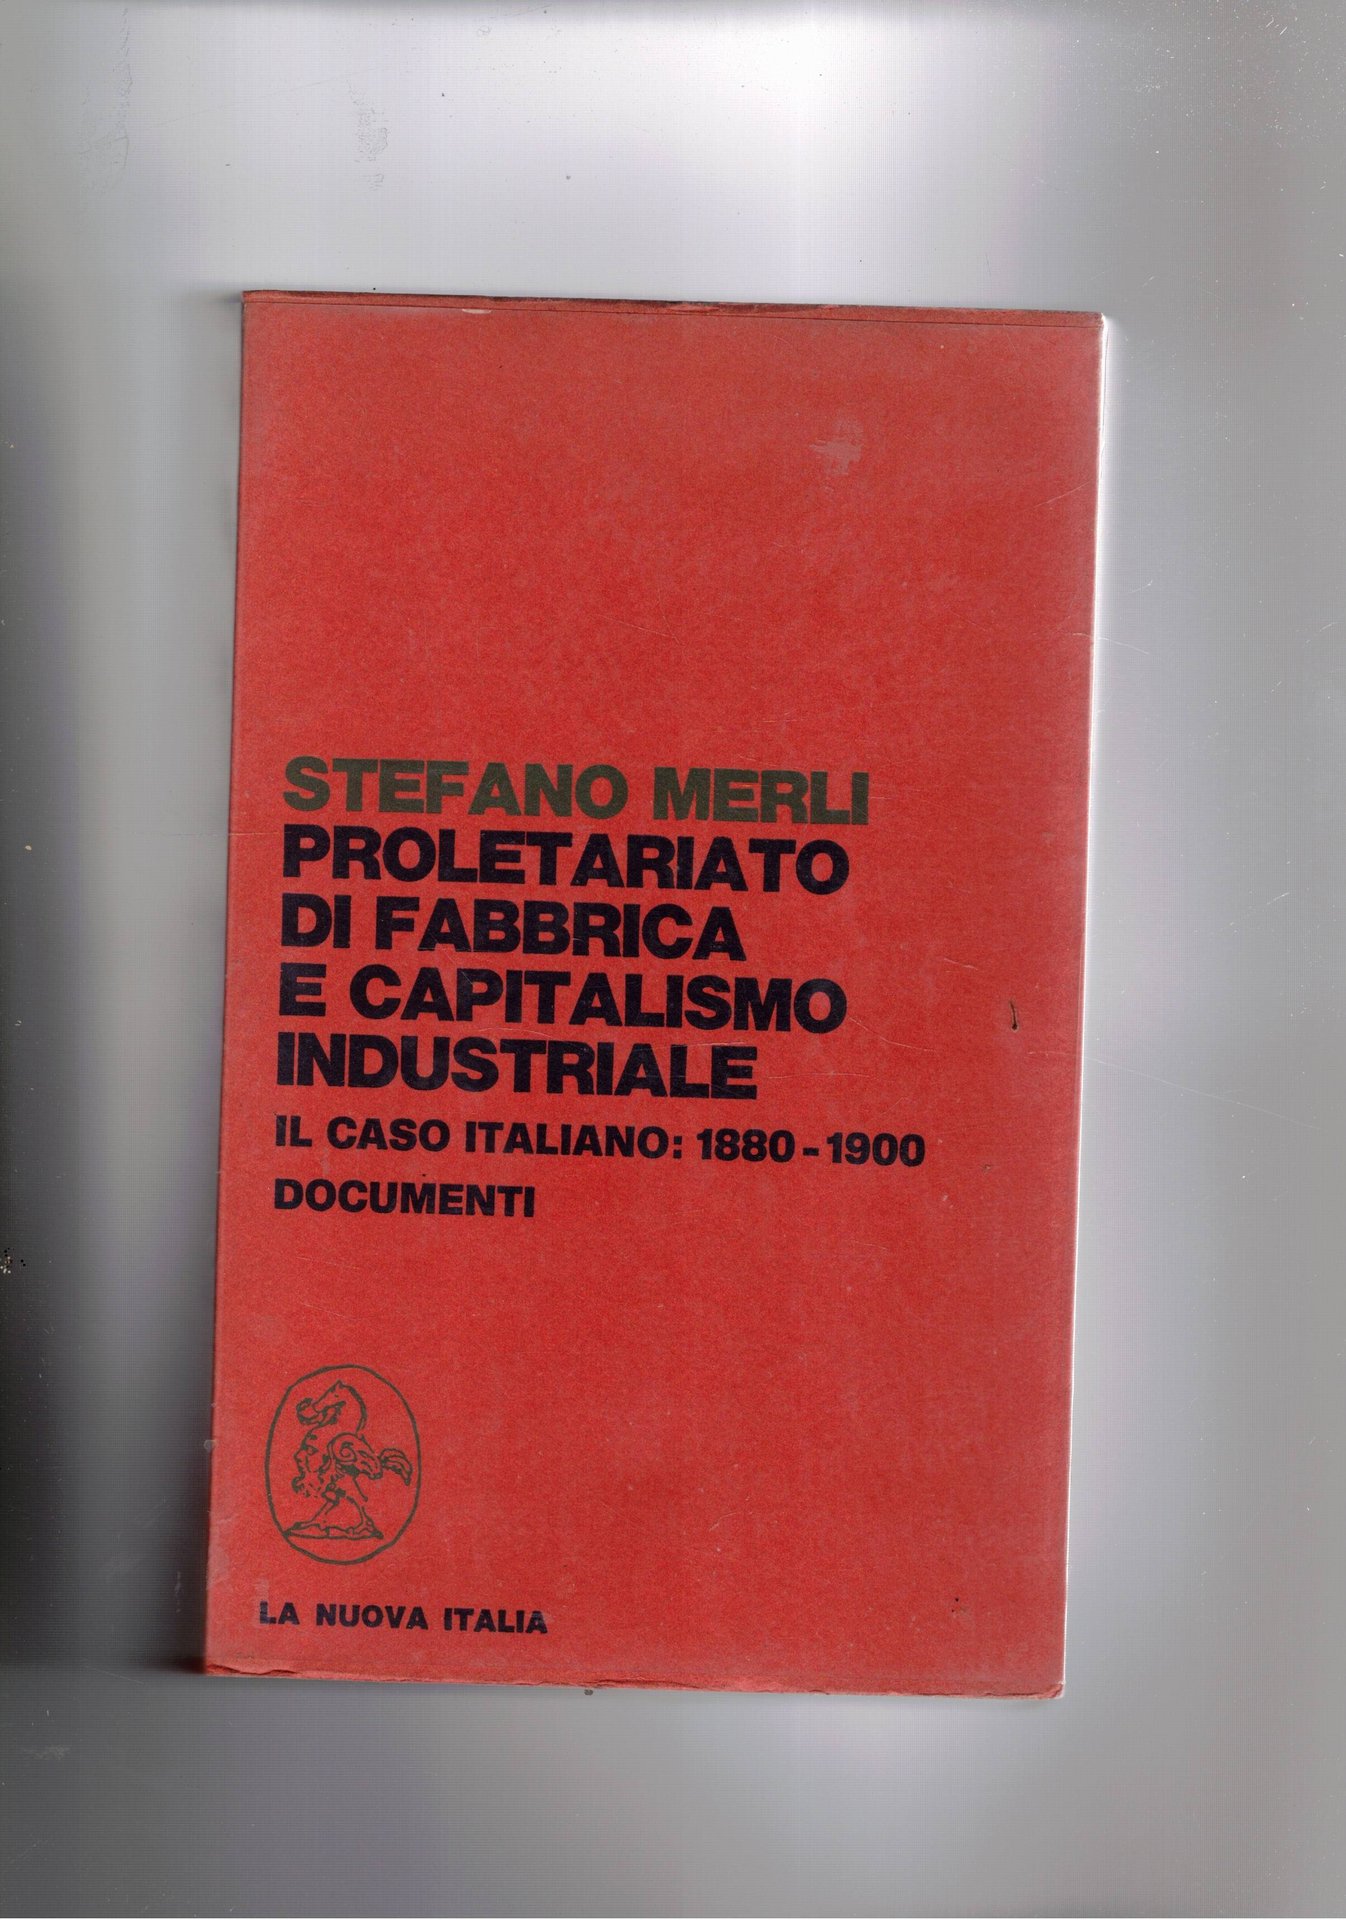 STEFANO MERLI
PROLETARIATO
DI FABBRICA
E CAPITALISMO
INDUSTRIALE
IL CASO ITALIANO: 1880-1900
DOCUMENTI
LA NUOVA ITALIA